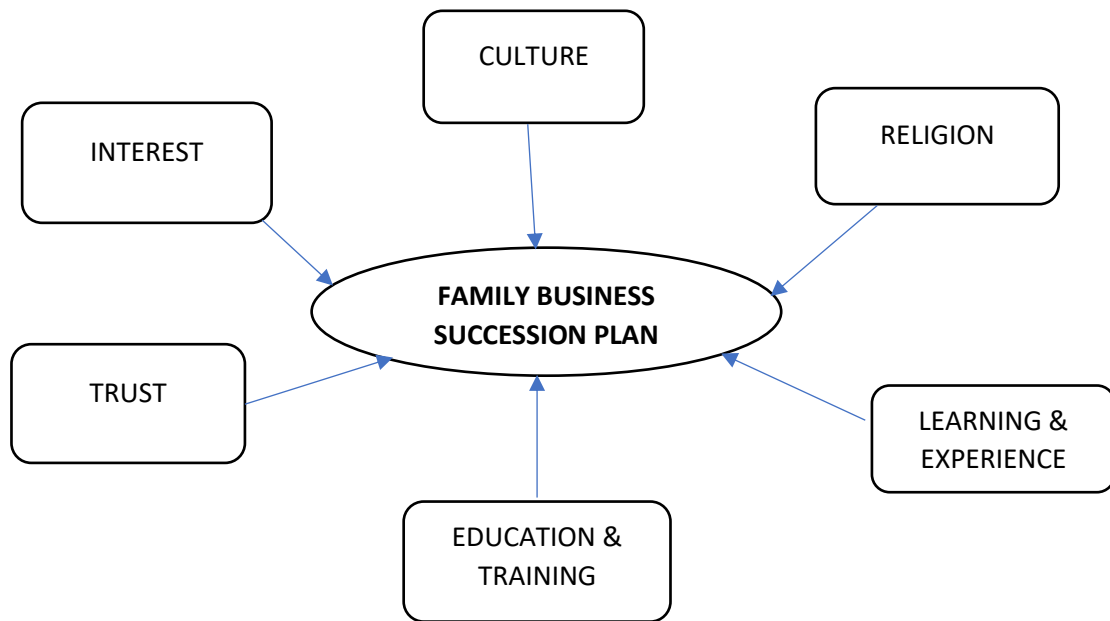 CULTURE
INTEREST
RELIGION
FAMILY BUSINESS
SUCCESSION PLAN
TRUST
LEARNING &
EXPERIENCE
EDUCATION &
TRAINING